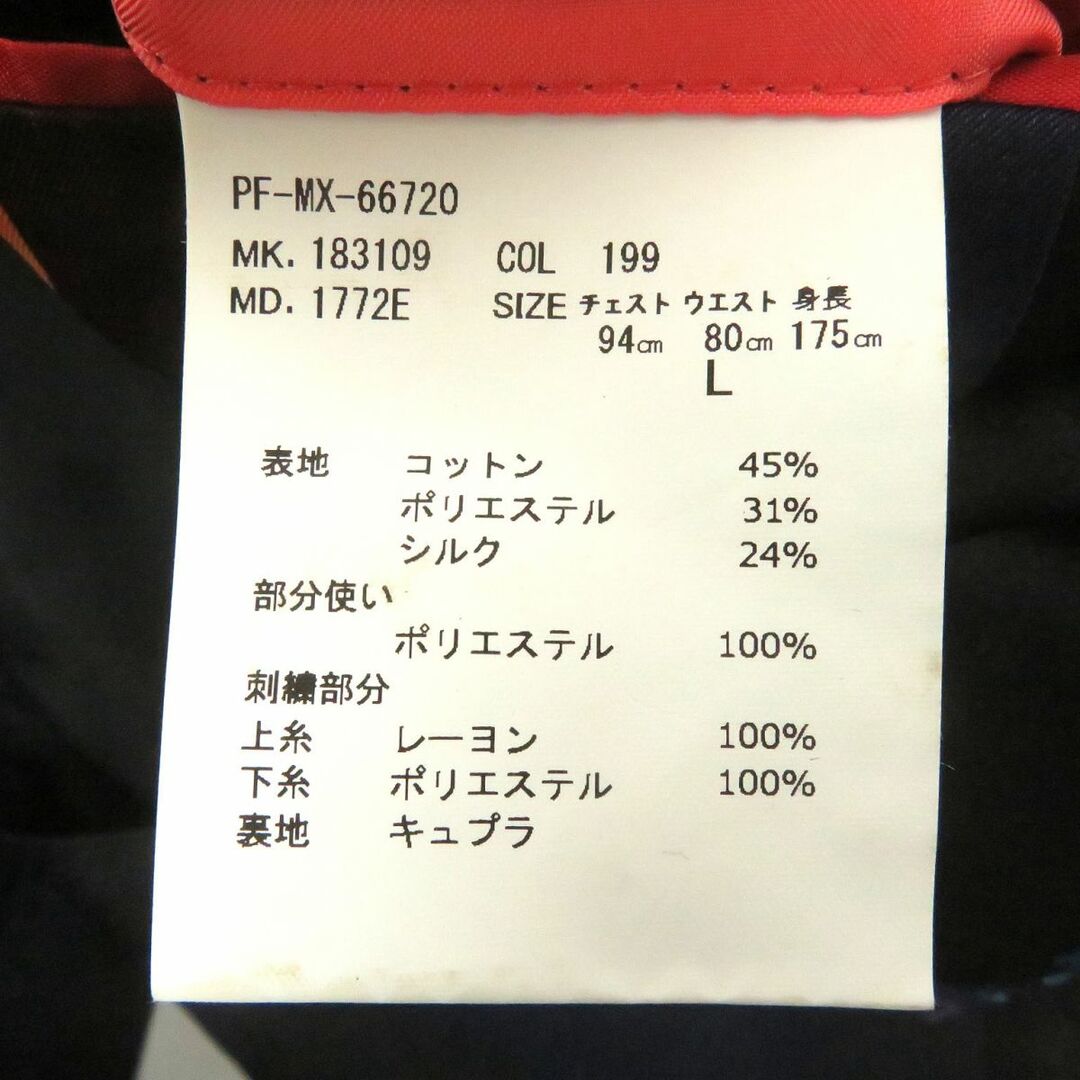 PF-MX-66720
MK. 183109 COL 199
MD. 1772E SIZE チェスト ウエスト 身長
94㎝ 80㎝ 175㎝
L
表地 コットン 45%
ポリエステル 31%
シルク 24%
部分使い
ポリエステル 100%
刺繍部分
上糸 レーヨン 100%
下糸 ポリエステル 100%
裏地 キュプラ